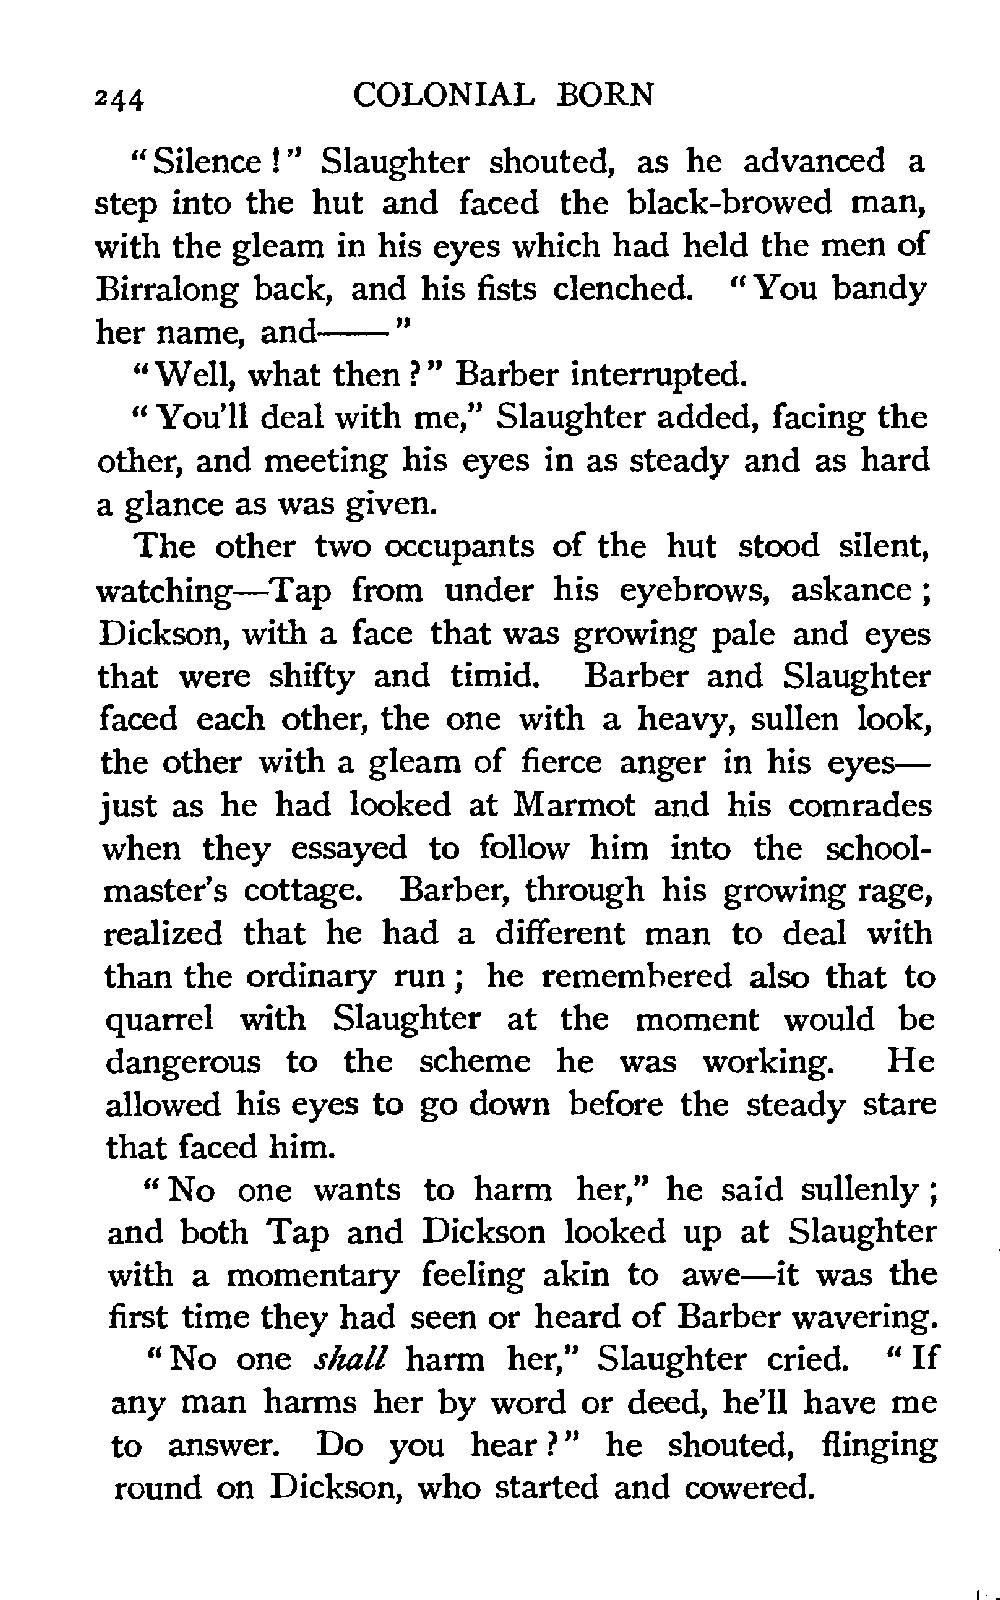 244 COLONIAL BORN
"Silence!" Slaughter shouted, as he advanced a
step into the hut and faced the black-browed man,
with the gleam in his eyes which had held the men of
Birralong back, and his fists clenched. "You bandy
her name, and——"
"Well, what then?" Barber interrupted.
"You'll deal with me," Slaughter added, facing the
other, and meeting his eyes in as steady and as hard
a glance as was given.
The other two occupants of the hut stood silent,
watching—Tap from under his eyebrows, askance;
Dickson, with a face that was growing pale and eyes
that were shifty and timid. Barber and Slaughter
faced each other, the one with a heavy, sullen look,
the other with a gleam of fierce anger in his eyes—
just as he had looked at Marmot and his comrades
when they essayed to follow him into the school-
master's cottage. Barber, through his growing rage,
realized that he had a different man to deal with
than the ordinary run; he remembered also that to
quarrel with Slaughter at the moment would be
dangerous to the scheme he was working. He
allowed his eyes to go down before the steady stare
that faced him.
"No one wants to harm her," he said sullenly;
and both Tap and Dickson looked up at Slaughter
with a momentary feeling akin to awe—it was the
first time they had seen or heard of Barber wavering.
"No one shall harm her," Slaughter cried. "If
any man harms her by word or deed, he'll have me
to answer. Do you hear?" he shouted, flinging
round on Dickson, who started and cowered.